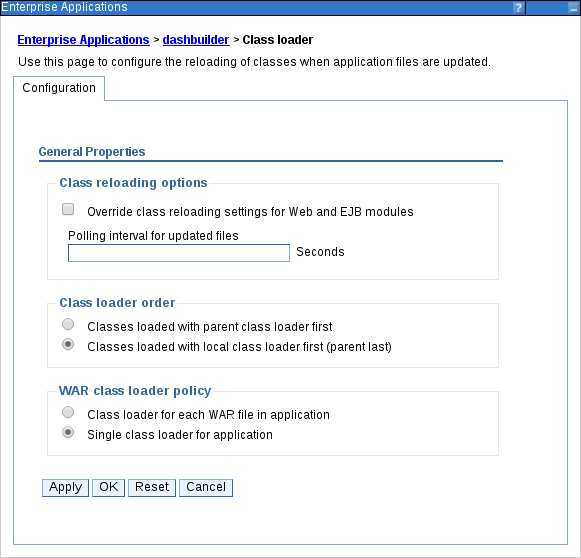 Enterprise Applications ? –
Enterprise Applications > dashbuilder > Class loader
Use this page to configure the reloading of classes when application files are updated.
Configuration
General Properties
Class reloading options
Override class reloading settings for Web and EJB modules
Polling interval for updated files
Seconds
Class loader order
Classes loaded with parent class loader first
Classes loaded with local class loader first (parent last)
WAR class loader policy
Class loader for each WAR file in application
Single class loader for application
Apply OK Reset Cancel